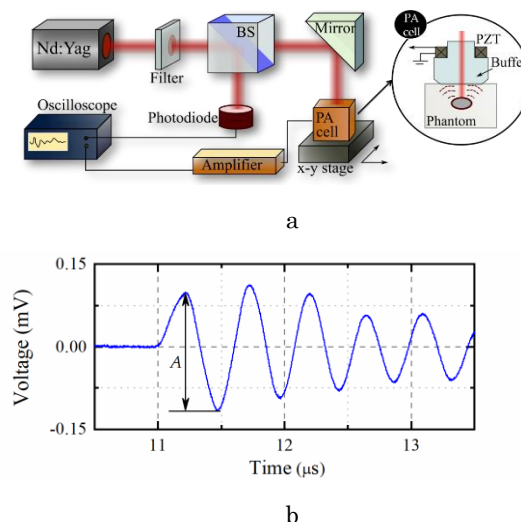 Nd:Yag
Filter
BS
Mirror
PA
cell
PZT
Buffe
Phantom
Oscilloscope
Photodiode
PA
cell
Amplifier
x-y stage
a
Voltage (mV)
0.15
0.00
-0.15
A
11
12
13
Time (μs)
b